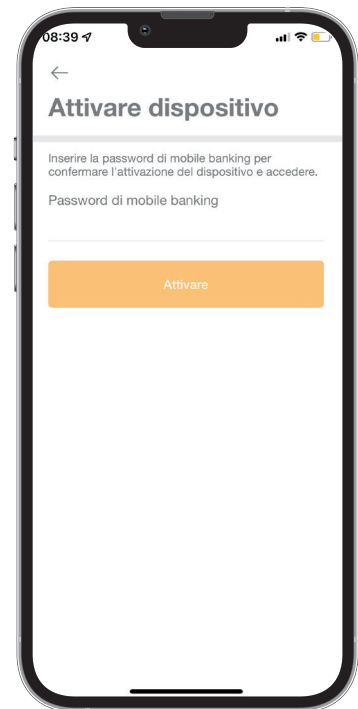 08:39
Attivare dispositivo
Inserire la password di mobile banking per
confermare l'attivazione del dispositivo e accedere.
Password di mobile banking
Attivare